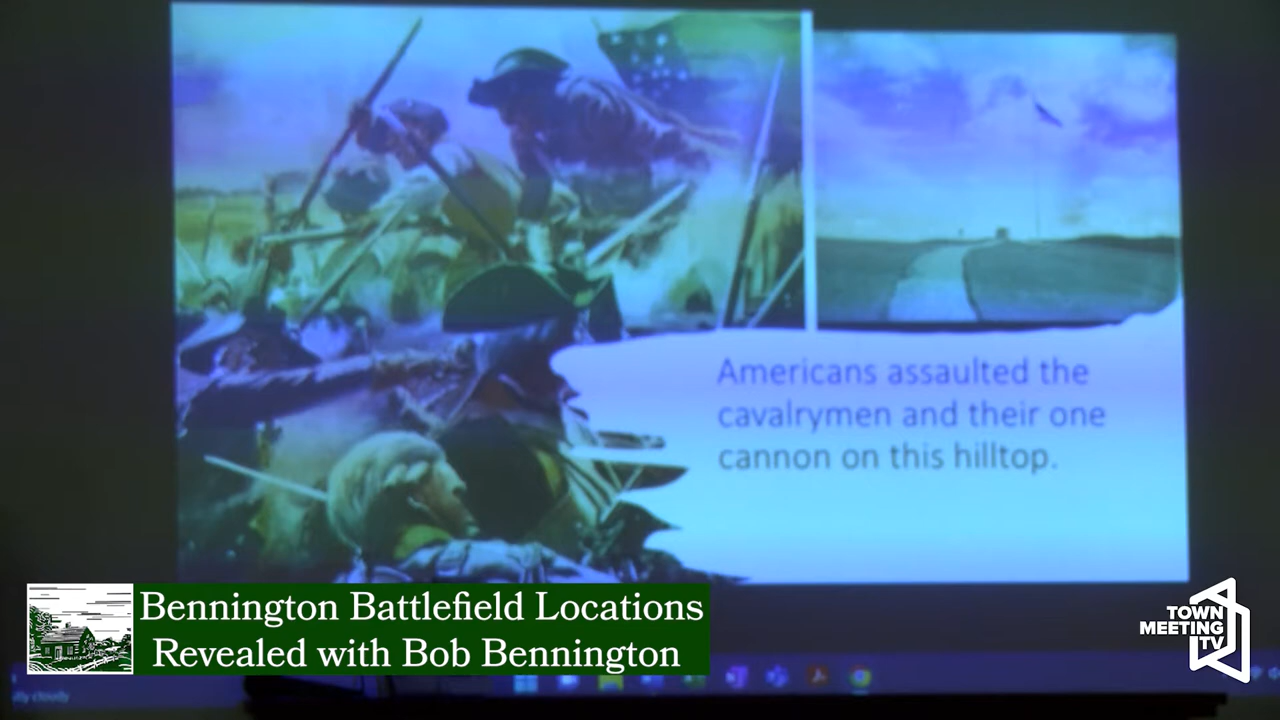 Americans assaulted the
cavalrymen and their one
cannon on this hilltop.
Bennington Battlefield Locations
Revealed with Bob Bennington
TOWN
MEETING
TV